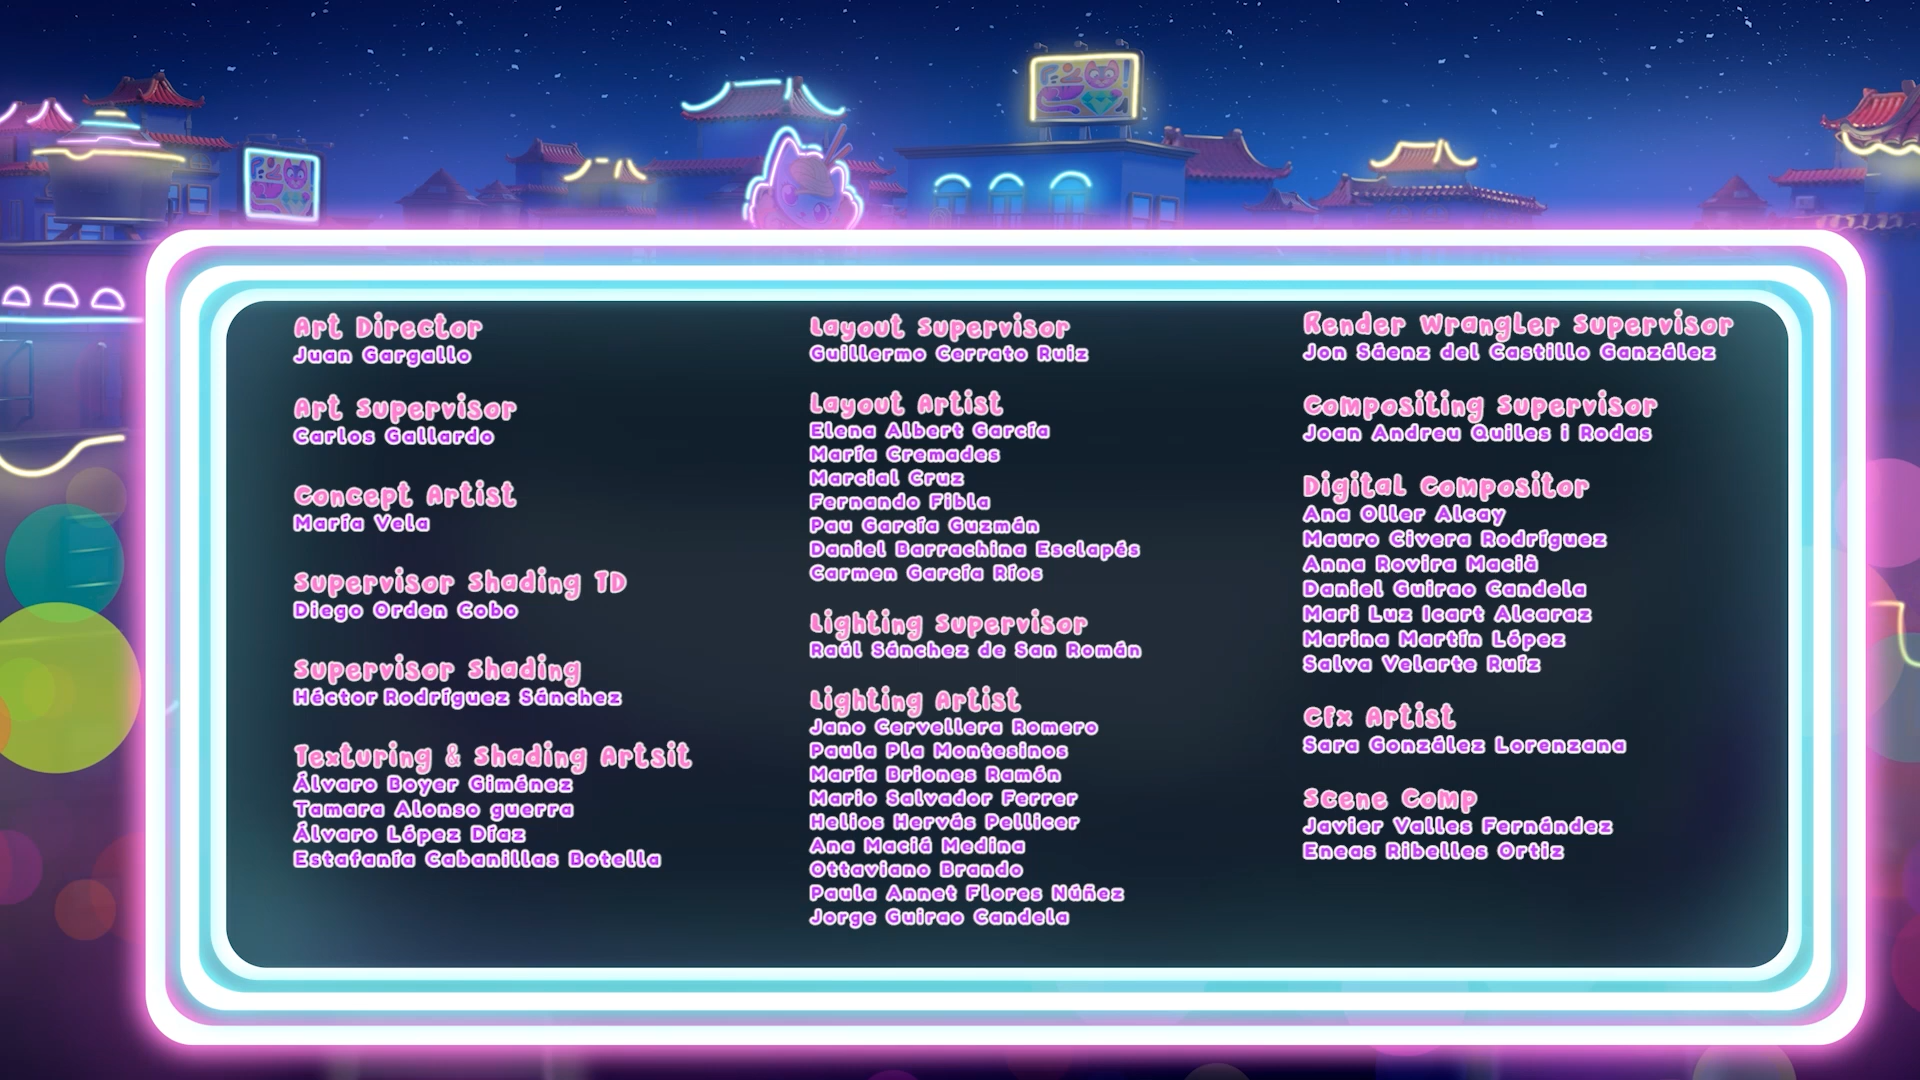 Art Director
Juan Gargallo
Art Supervisor
Carlos Gallardo
Concept Artist
María Vela
Supervisor Shading TD
Diego Orden Cobo
Supervisor Shading
Héctor Rodríguez Sánchez
Texturing & Shading Artsit
Álvaro Boyer Giménez
Tamara Alonso guerra
Álvaro López Díaz
Estafanía Cabanillas Botella
Layout Supervisor
Guillermo Cerrato Ruiz
Layout Artist
Elena Albert García
María Cremades
Marcial Cruz
Fernando Fibla
Pau García Guzmán
Daniel Barrachina Esclapés
Carmen García Ríos
Lighting Supervisor
Raúl Sánchez de San Román
Lighting Artist
Jano Cervellera Romero
Paula Pla Montesinos
María Briones Ramón
Mario Salvador Ferrer
Helios Hervás Pellicer
Ana Maciá Medina
Ottaviano Brando
Paula Annet Flores Núñez
Jorge Guirao Candela
Render Wrangler Supervisor
Jon Sáenz del Castillo Ganzález
Compositing Supervisor
Joan Andreu Quiles i Rodas
Digital Compositor
Ana Oller Alcay
Mauro Civera Rodríguez
Anna Rovira Macià
Daniel Guirao Candela
Mari Luz Icart Alcaraz
Marina Martín López
Salva Velarte Ruíz
Cfx Artist
Sara González Lorenzana
Scene Comp
Javier Valles Fernández
Eneas Ribelles Ortiz